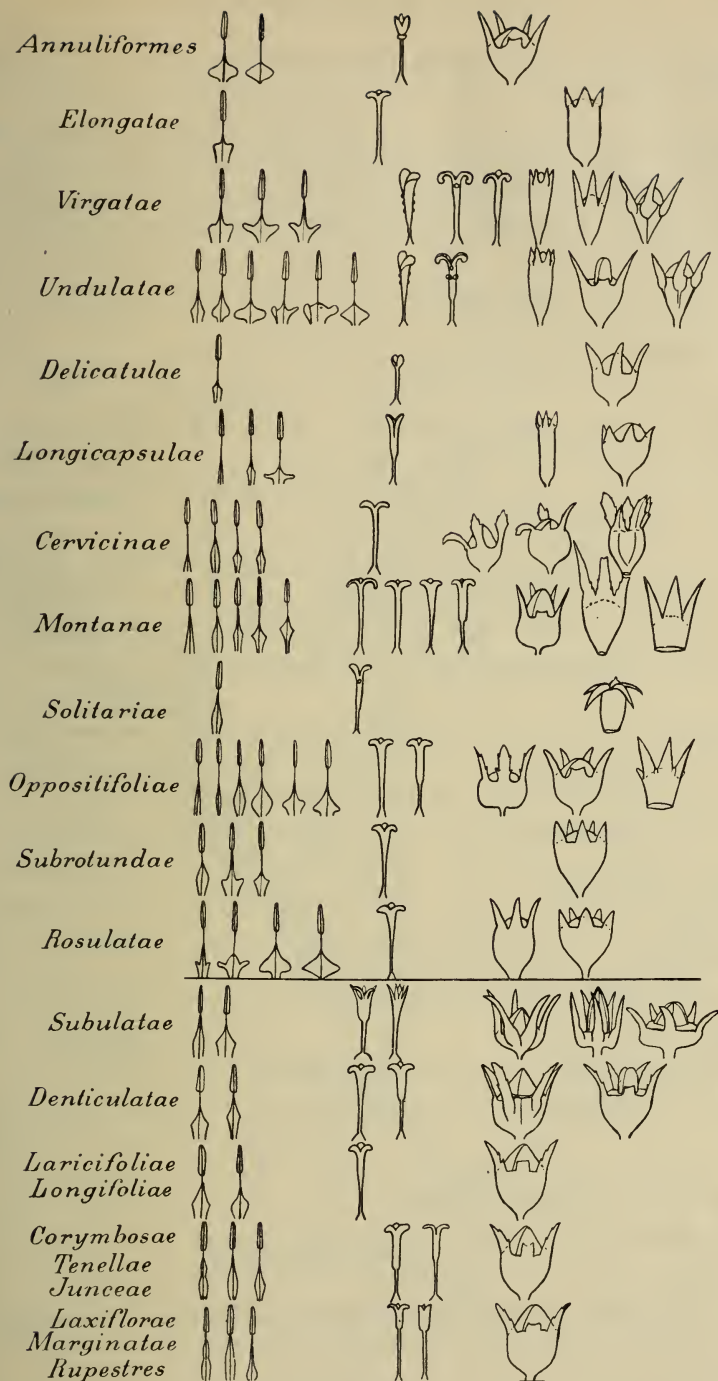 Annuliformes
Elongatae
Virgatae
Undulatae
Delicatulae
Longicapsulae
Cervicinae
Montanae
Solitariae
Oppositifoliae
Subrotundae
Rosulatae
Subulatae
Denticulatae
Laricifoliae
Longifoliae
Corymbosae
Tenellae
Junceae
Laxiflorae
Marginatae
Rupestres